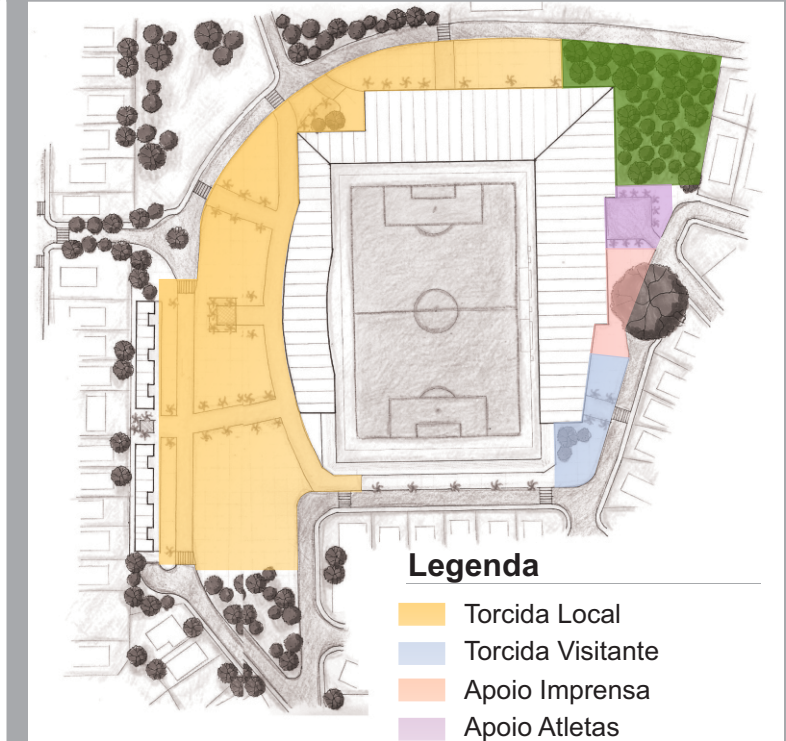 Legenda
Torcida Local
Torcida Visitante
Apoio Imprensa
Apoio Atletas